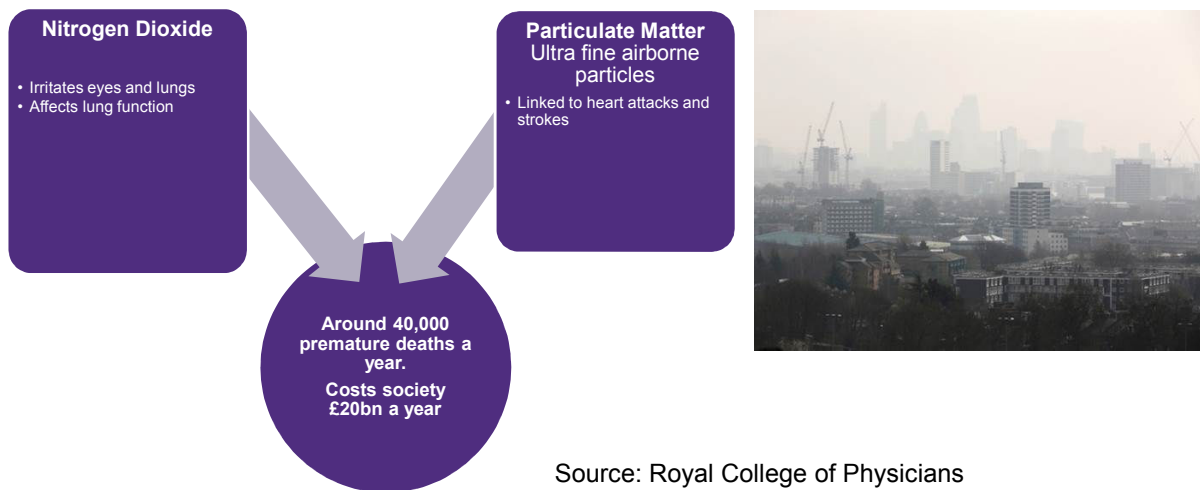 Nitrogen Dioxide
• Irritates eyes and lungs
• Affects lung function
Particulate Matter
Ultra fine airborne
particles
• Linked to heart attacks and
strokes
Around 40,000
premature deaths a
year.
Costs society
£20bn a year
Source: Royal College of Physicians